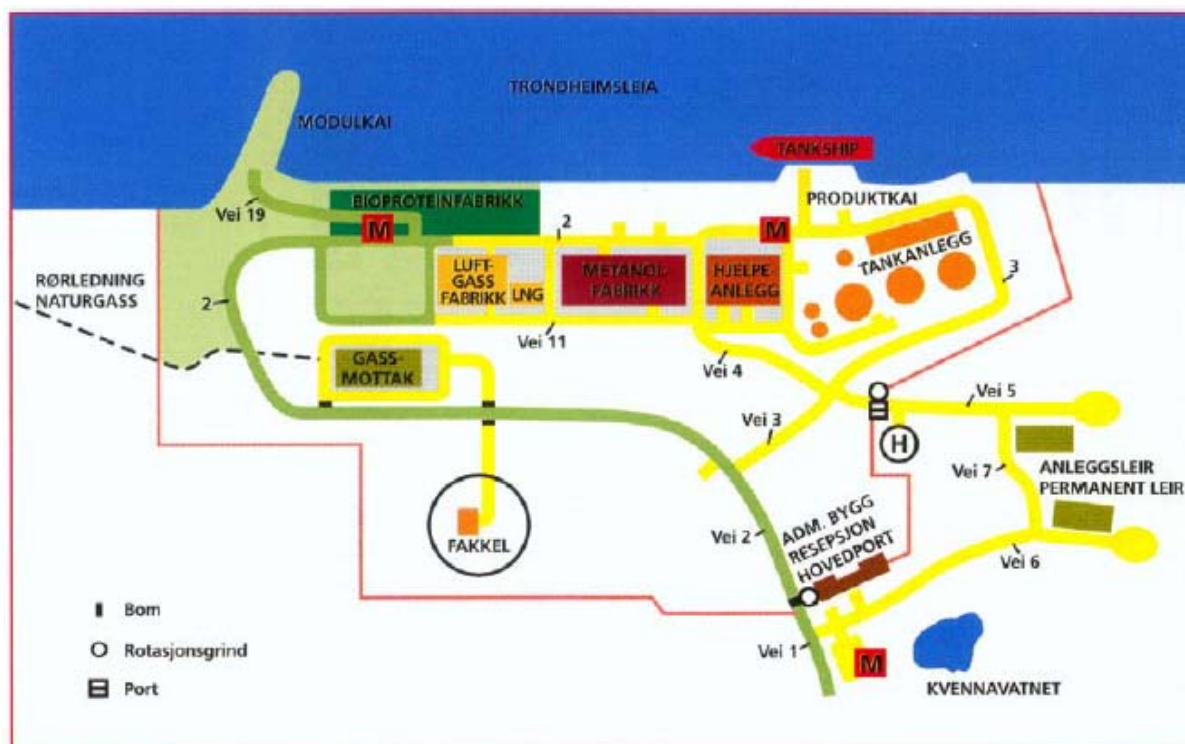 TRONDHEIMSLEIA
MODULKAI
TANKSHIP
BIOPROTEINFABRIKK
PRODUKTKAI
Vei 19
M
2
M
TANKANLEGG
LUFT-
GASS
FABRIKK
LNG
METANOL-
FABRIKK
HJELPE-
ANLEGG
3
RØRLEDNING
NATURGASS
2
Vei 11
GASS-
MOTTAK
Vei 4
Vei 5
Vei 3
H
Vei 7
ANLEGGSLEIR
PERMANENT LEIR
FAKKEL
Vei 2
ADM. BYGG
RESEPSJON
HOVEDPORT
Vei 6
Bom
Rotasjonsgrind
Port
Vei 1
M
KVENNAVATNET